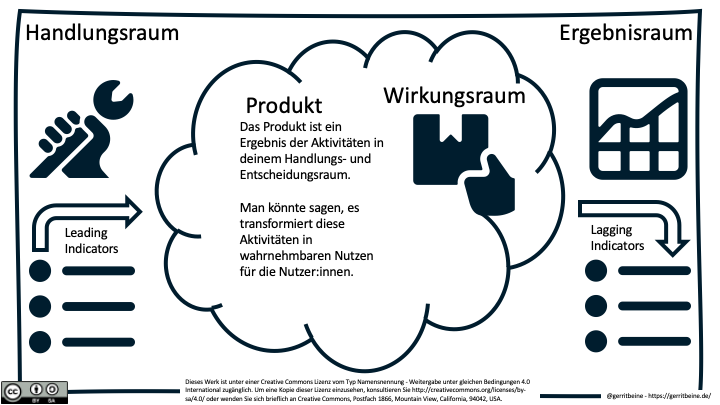 Handlungsraum
Ergebnisraum
Produkt
Wirkungsraum
Das Produkt ist ein
Ergebnis der Aktivitäten in
deinem Handlungs- und
Entscheidungsraum.
Man könnte sagen, es
transformiert diese
Aktivitäten in
wahrnehmbaren Nutzen
für die Nutzer:innen.
Leading
Indicators
Lagging
Indicators
CC BY SA
Dieses Werk ist unter einer Creative Commons Lizenz vom Typ Namensnennung - Weitergabe unter gleichen Bedingungen 4.0
International zugänglich. Um eine Kopie dieser Lizenz einzusehen, konsultieren Sie http://creativecommons.org/licenses/by-
sa/4.0/ oder wenden Sie sich brieflich an Creative Commons, Postfach 1866, Mountain View, California, 94042, USA.
@gerritbeine - https://gerritbeine.de/